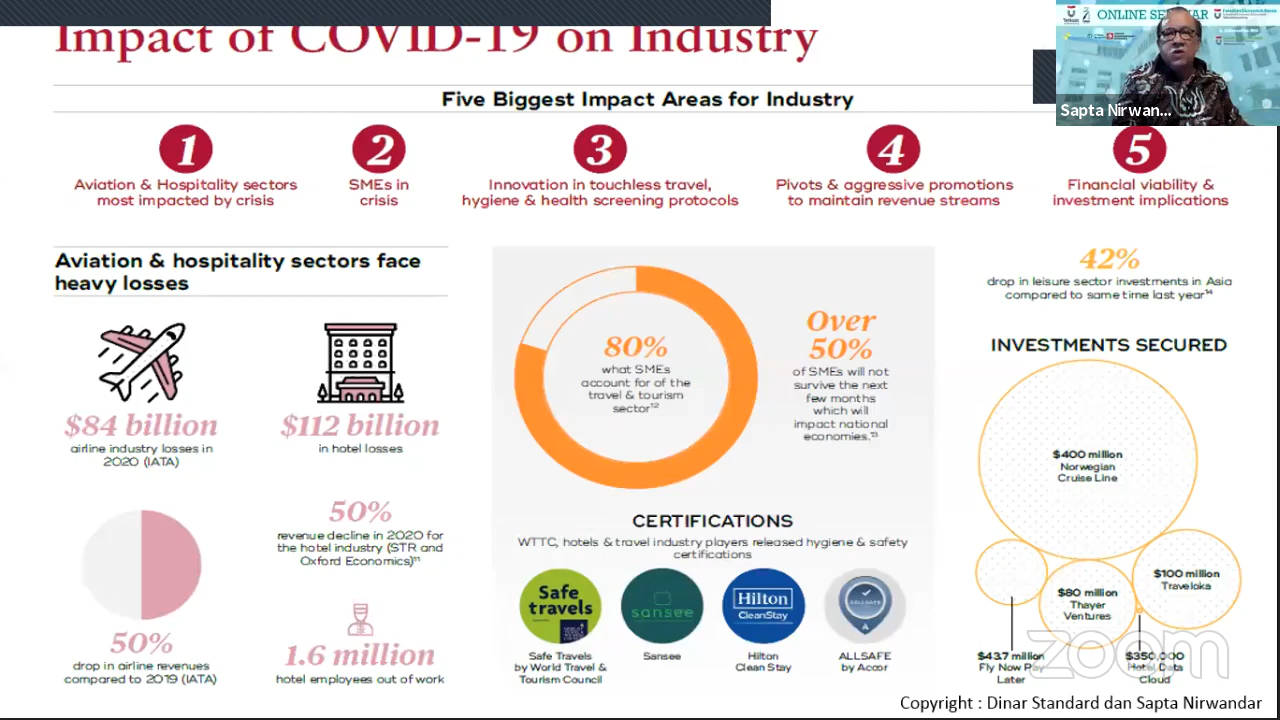 Impact of COVID-19 on Industry
ONLINE SEMINAR
Sapta Nirwan...
Five Biggest Impact Areas for Industry
1
Aviation & Hospitality sectors
most impacted by crisis
2
SMEs in
crisis
3
Innovation in touchless travel,
hygiene & health screening protocols
4
Pivots & aggressive promotions
to maintain revenue streams
5
Financial viability &
investment implications
Aviation & hospitality sectors face
heavy losses
$84 billion
airline industry losses in
2020 (IATA)
$112 billion
in hotel losses
50%
drop in airline revenues
compared to 2019 (IATA)
50%
revenue decline in 2020 for
the hotel industry (STR and
Oxford Economics)¹¹
1.6 million
hotel employees out of work
80%
what SMEs
account for of the
travel & tourism
sector¹²
Over
50%
of SMEs will not
survive the next
few months
which will
impact national
economies.¹³
CERTIFICATIONS
WTTC, hotels & travel industry players released hygiene & safety
certifications
Safe
travels
sansee
Hilton
CleanStay
ALLSAFE
Safe Travels
by World Travel &
Tourism Council
Sansee
Hilton
Clean Stay
ALLSAFE
by Accor
42%
drop in leisure sector investments in Asia
compared to same time last year¹⁴
INVESTMENTS SECURED
$400 million
Norwegian
Cruise Line
$100 million
Traveloka
$80 million
Thayer
Ventures
$43.7 million
Fly Now Pay
Later
$350,000
Hotel Data
Cloud
zoom
Copyright : Dinar Standard dan Sapta Nirwandar